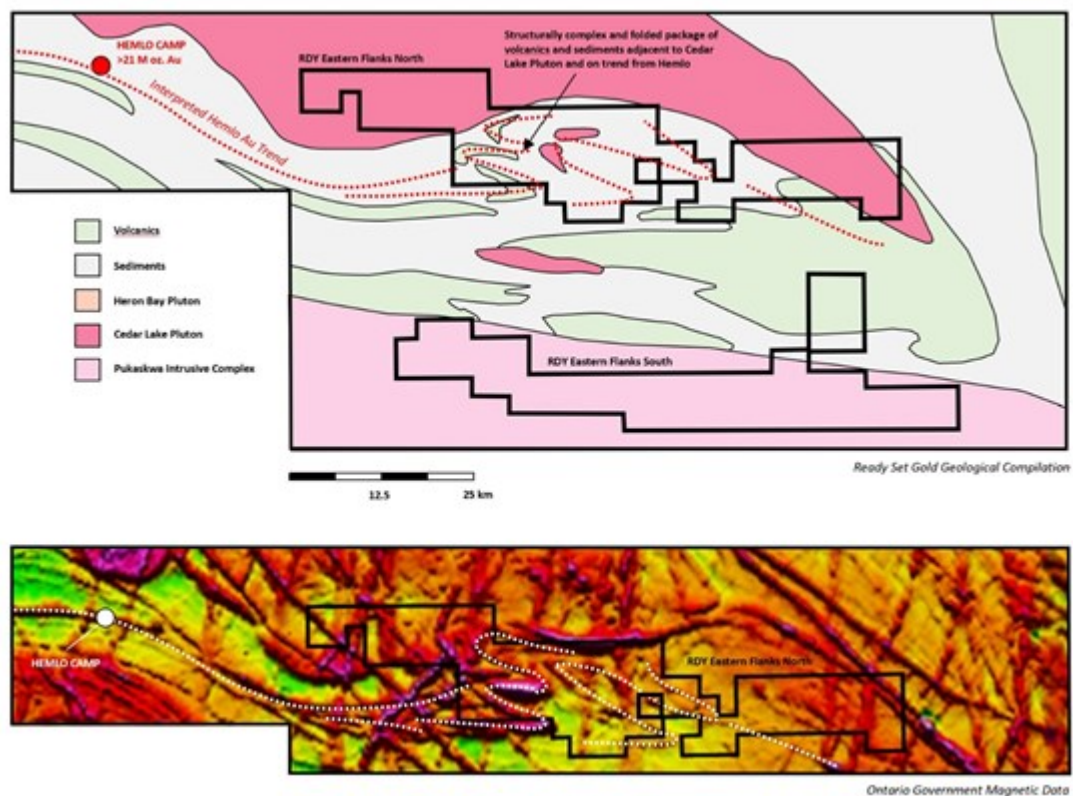 HEMLO CAMP
>21 M oz. Au
RDY Eastern Flanks North
Structurally complex and folded package of
volcanics and sediments adjacent to Cedar
Lake Pluton and on trend from Hemlo
Interpreted Hemlo Au Trend
Volcanics
Sediments
Heron Bay Pluton
Cedar Lake Pluton
Pukaskwa Intrusive Complex
RDY Eastern Flanks South
Ready Set Gold Geological Compilation
12.5
25 km
HEMLO CAMP
RDY Eastern Flanks North
Ontario Government Magnetic Data